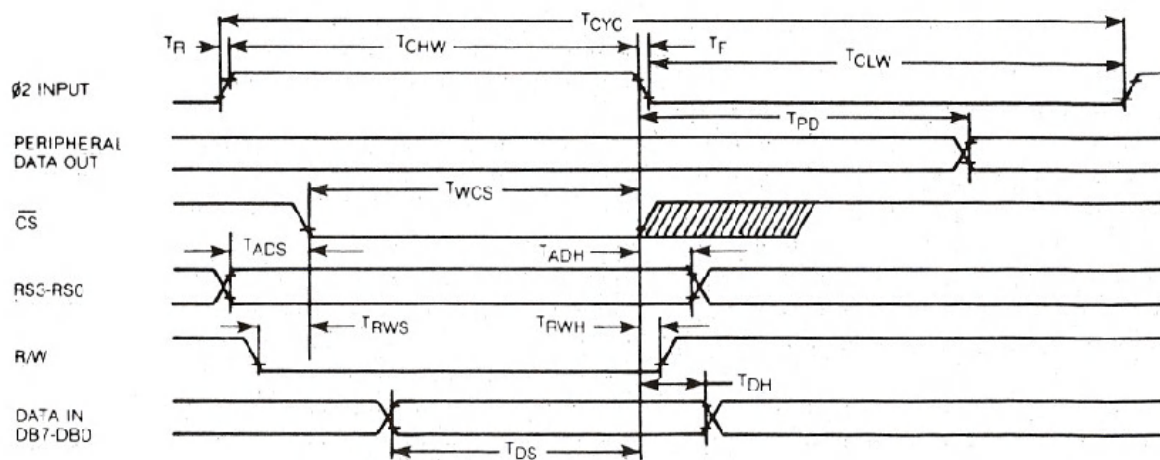 TCYC
TR TCHW TF
TCLW
Ø2 INPUT
TPD
PERIPHERAL
DATA OUT
TWCS
CS
TADS TADH
RS3-RS0
TRWS TRWH
R/W
TDH
DATA IN
DB7-DB0
TDS